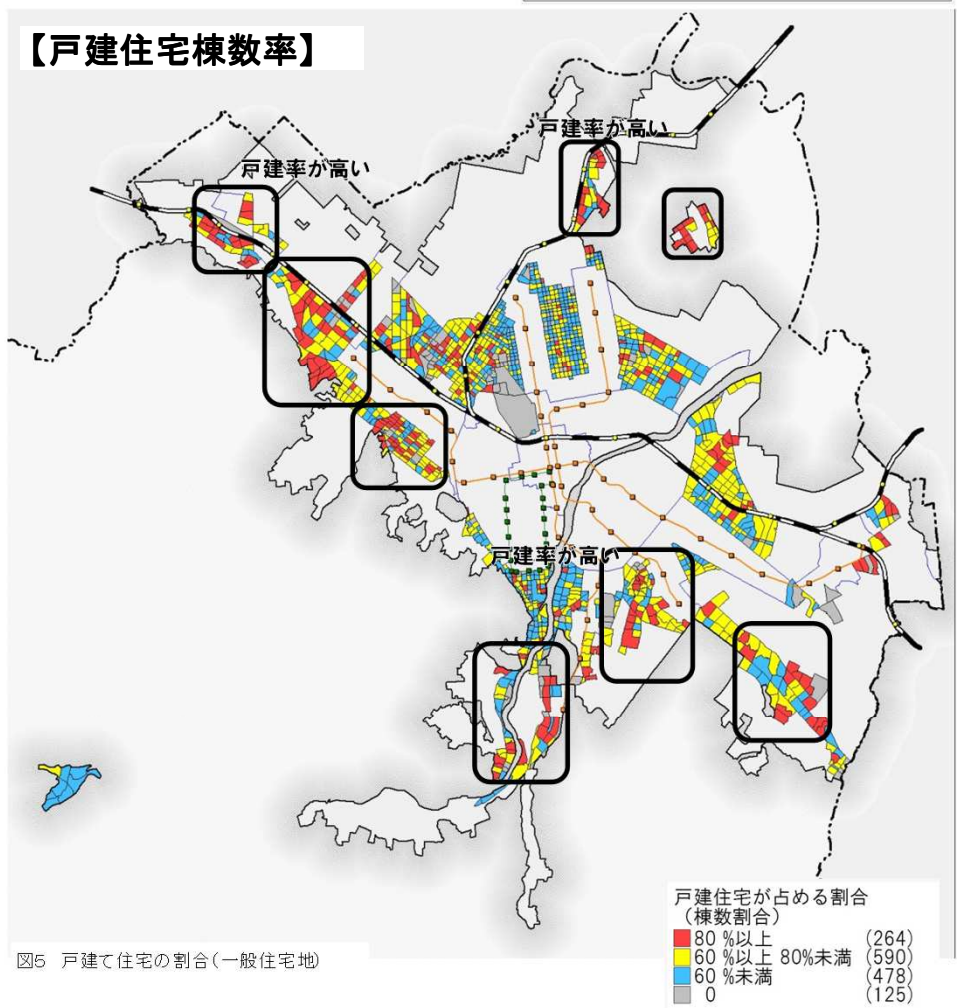 【戸建住宅棟数率】
戸建率が高い
戸建率が高い
戸建率が高い
戸建住宅が占める割合
（棟数割合）
80 %以上 (264)
60 %以上 80%未満 (590)
60 %未満 (478)
0 (125)
図5 戸建て住宅の割合(一般住宅地)